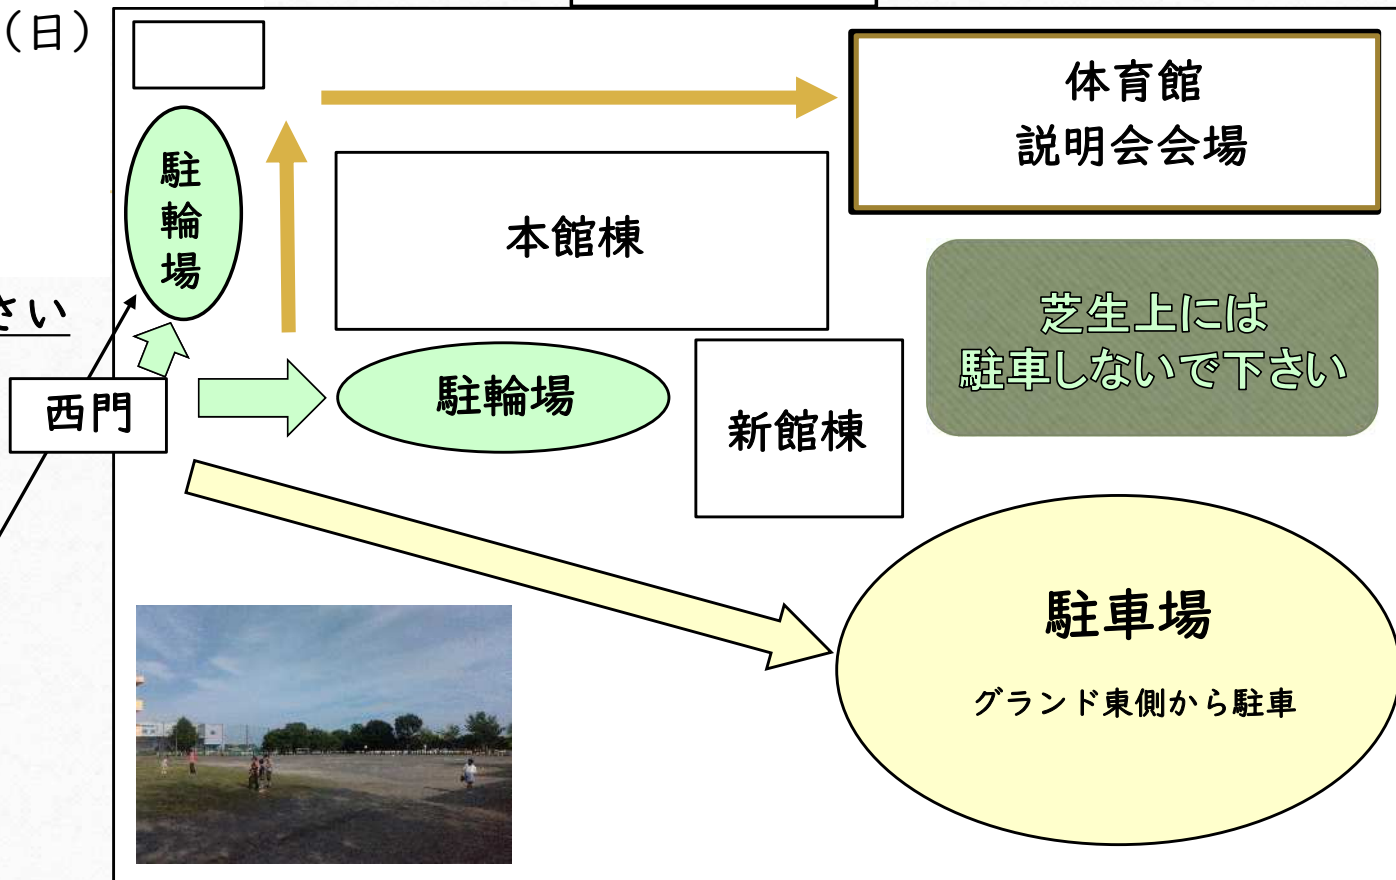 （日）
体育館
説明会会場
駐輪場
本館棟
さい
芝生上には
駐車しないで下さい
西門
駐輪場
新館棟
駐車場
グランド東側から駐車